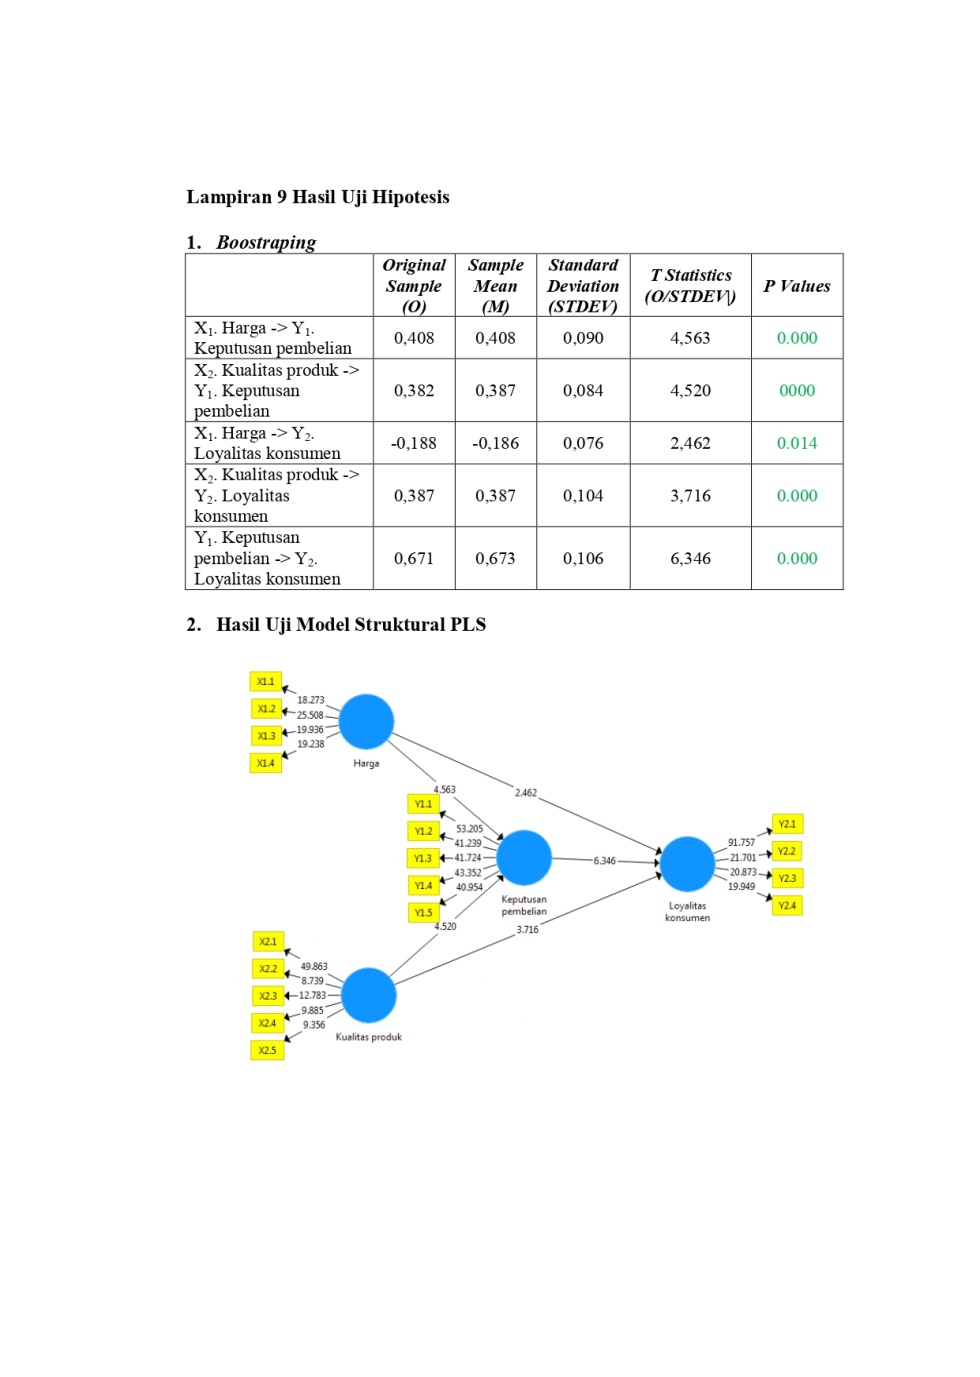 Lampiran 9 Hasil Uji Hipotesis
1. Boostraping
Original Sample (O) | Sample Mean (M) | Standard Deviation (STDEV) | T Statistics (O/STDEV|) | P Values
X₁. Harga -> Y₁. Keputusan pembelian | 0,408 | 0,408 | 0,090 | 4,563 | 0.000
X₂. Kualitas produk -> Y₁. Keputusan pembelian | 0,382 | 0,387 | 0,084 | 4,520 | 0000
X₁. Harga -> Y₂. Loyalitas konsumen | -0,188 | -0,186 | 0,076 | 2,462 | 0.014
X₂. Kualitas produk -> Y₂. Loyalitas konsumen | 0,387 | 0,387 | 0,104 | 3,716 | 0.000
Y₁. Keputusan pembelian -> Y₂. Loyalitas konsumen | 0,671 | 0,673 | 0,106 | 6,346 | 0.000
2. Hasil Uji Model Struktural PLS
X1.1
X1.2
X1.3
X1.4
18.273
25.508
19.936
19.238
Harga
4.563
2.462
Y1.1
Y1.2
Y1.3
Y1.4
Y1.5
53.205
41.239
41.724
43.352
40.954
Keputusan
pembelian
6.346
4.520
3.716
Y2.1
Y2.2
Y2.3
Y2.4
91.757
21.701
20.873
19.949
Loyalitas
konsumen
X2.1
X2.2
X2.3
X2.4
X2.5
49.863
8.739
12.783
9.885
9.356
Kualitas produk